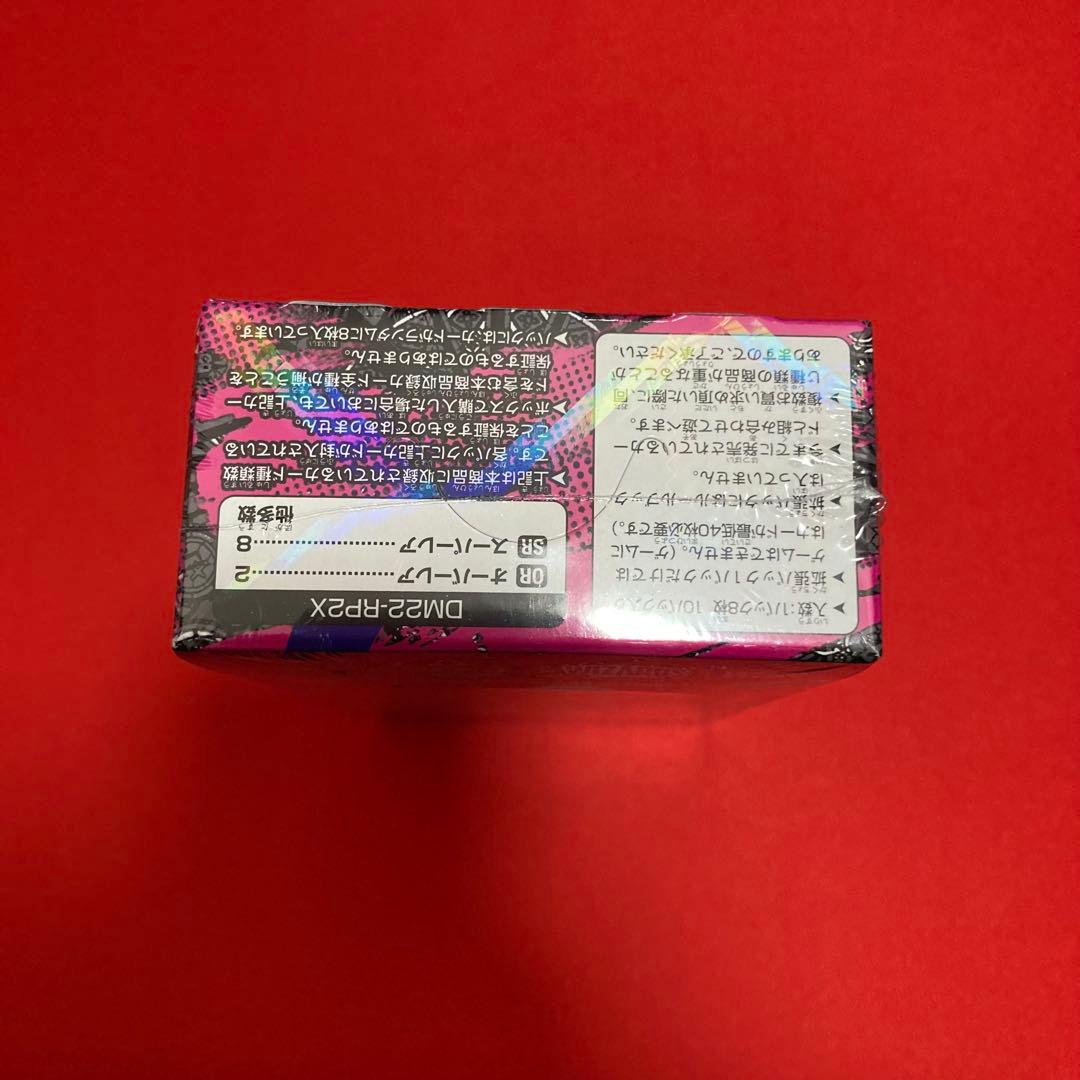 DM22-RP2X
OR オーバーレア……………………2
SR スーパーレア……………………8
他多数
➤上記は本商品に収録されているカード種類数
です。各パックに上記カードが封入されている
ことを保証するものではありません。
➤ボックスで購入した場合においても、上記カー
ドを含む本商品収録カード全種が揃うことを
保証するものではありません。
➤パックには、カードがランダムに8枚入っています。
➤入数:1パック8枚 10パック入り
➤拡張パック1パックだけでは
ゲームはできません。(ゲームに
はカードが最低40枚必要です。)
➤拡張パックにはルールブック
は入っていません。
➤今までに発売されているカー
ドと組み合わせて遊べます。
➤複数お買い求め頂いた際に、同
じ種類の商品が重なることが
ありますので、ご了承ください。